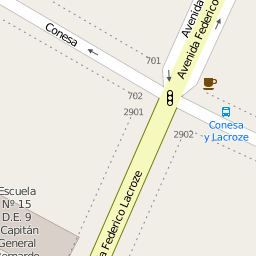 Avenida
Avenida Federico
Conesa
701
702
2901
2902
Conesa
y Lacroze
Federico Lacroze
Escuela
Nº 15
D.E. 9
Capitán
General